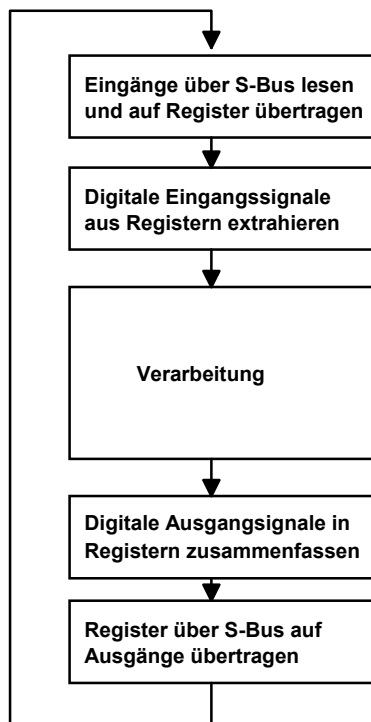 Eingänge über S-Bus lesen
und auf Register übertragen
Digitale Eingangssignale
aus Registern extrahieren
Verarbeitung
Digitale Ausgangsignale in
Registern zusammenfassen
Register über S-Bus auf
Ausgänge übertragen